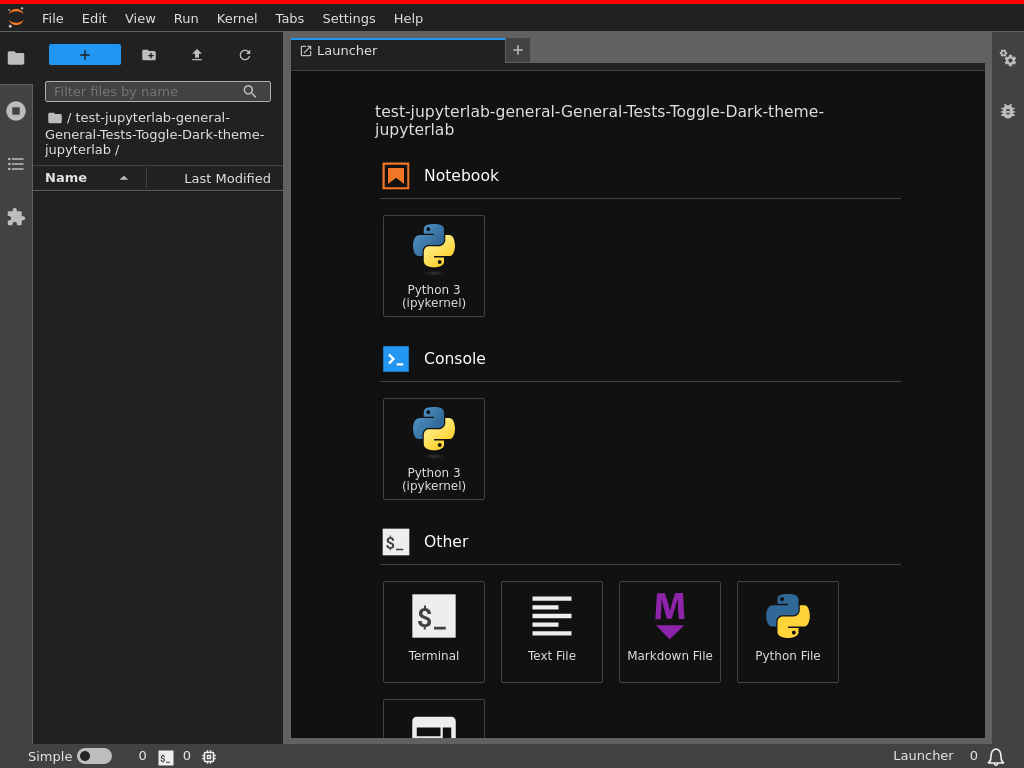 File Edit View Run Kernel Tabs Settings Help
Launcher
Filter files by name
/ test-jupyterlab-general-
General-Tests-Toggle-Dark-theme-
jupyterlab /
Name Last Modified
test-jupyterlab-general-General-Tests-Toggle-Dark-theme-
jupyterlab
Notebook
Python 3
(ipykernel)
Console
Python 3
(ipykernel)
$_ Other
$_
Terminal
Text File
M
Markdown File
Python File
Simple 0 $_ 0 Launcher 0